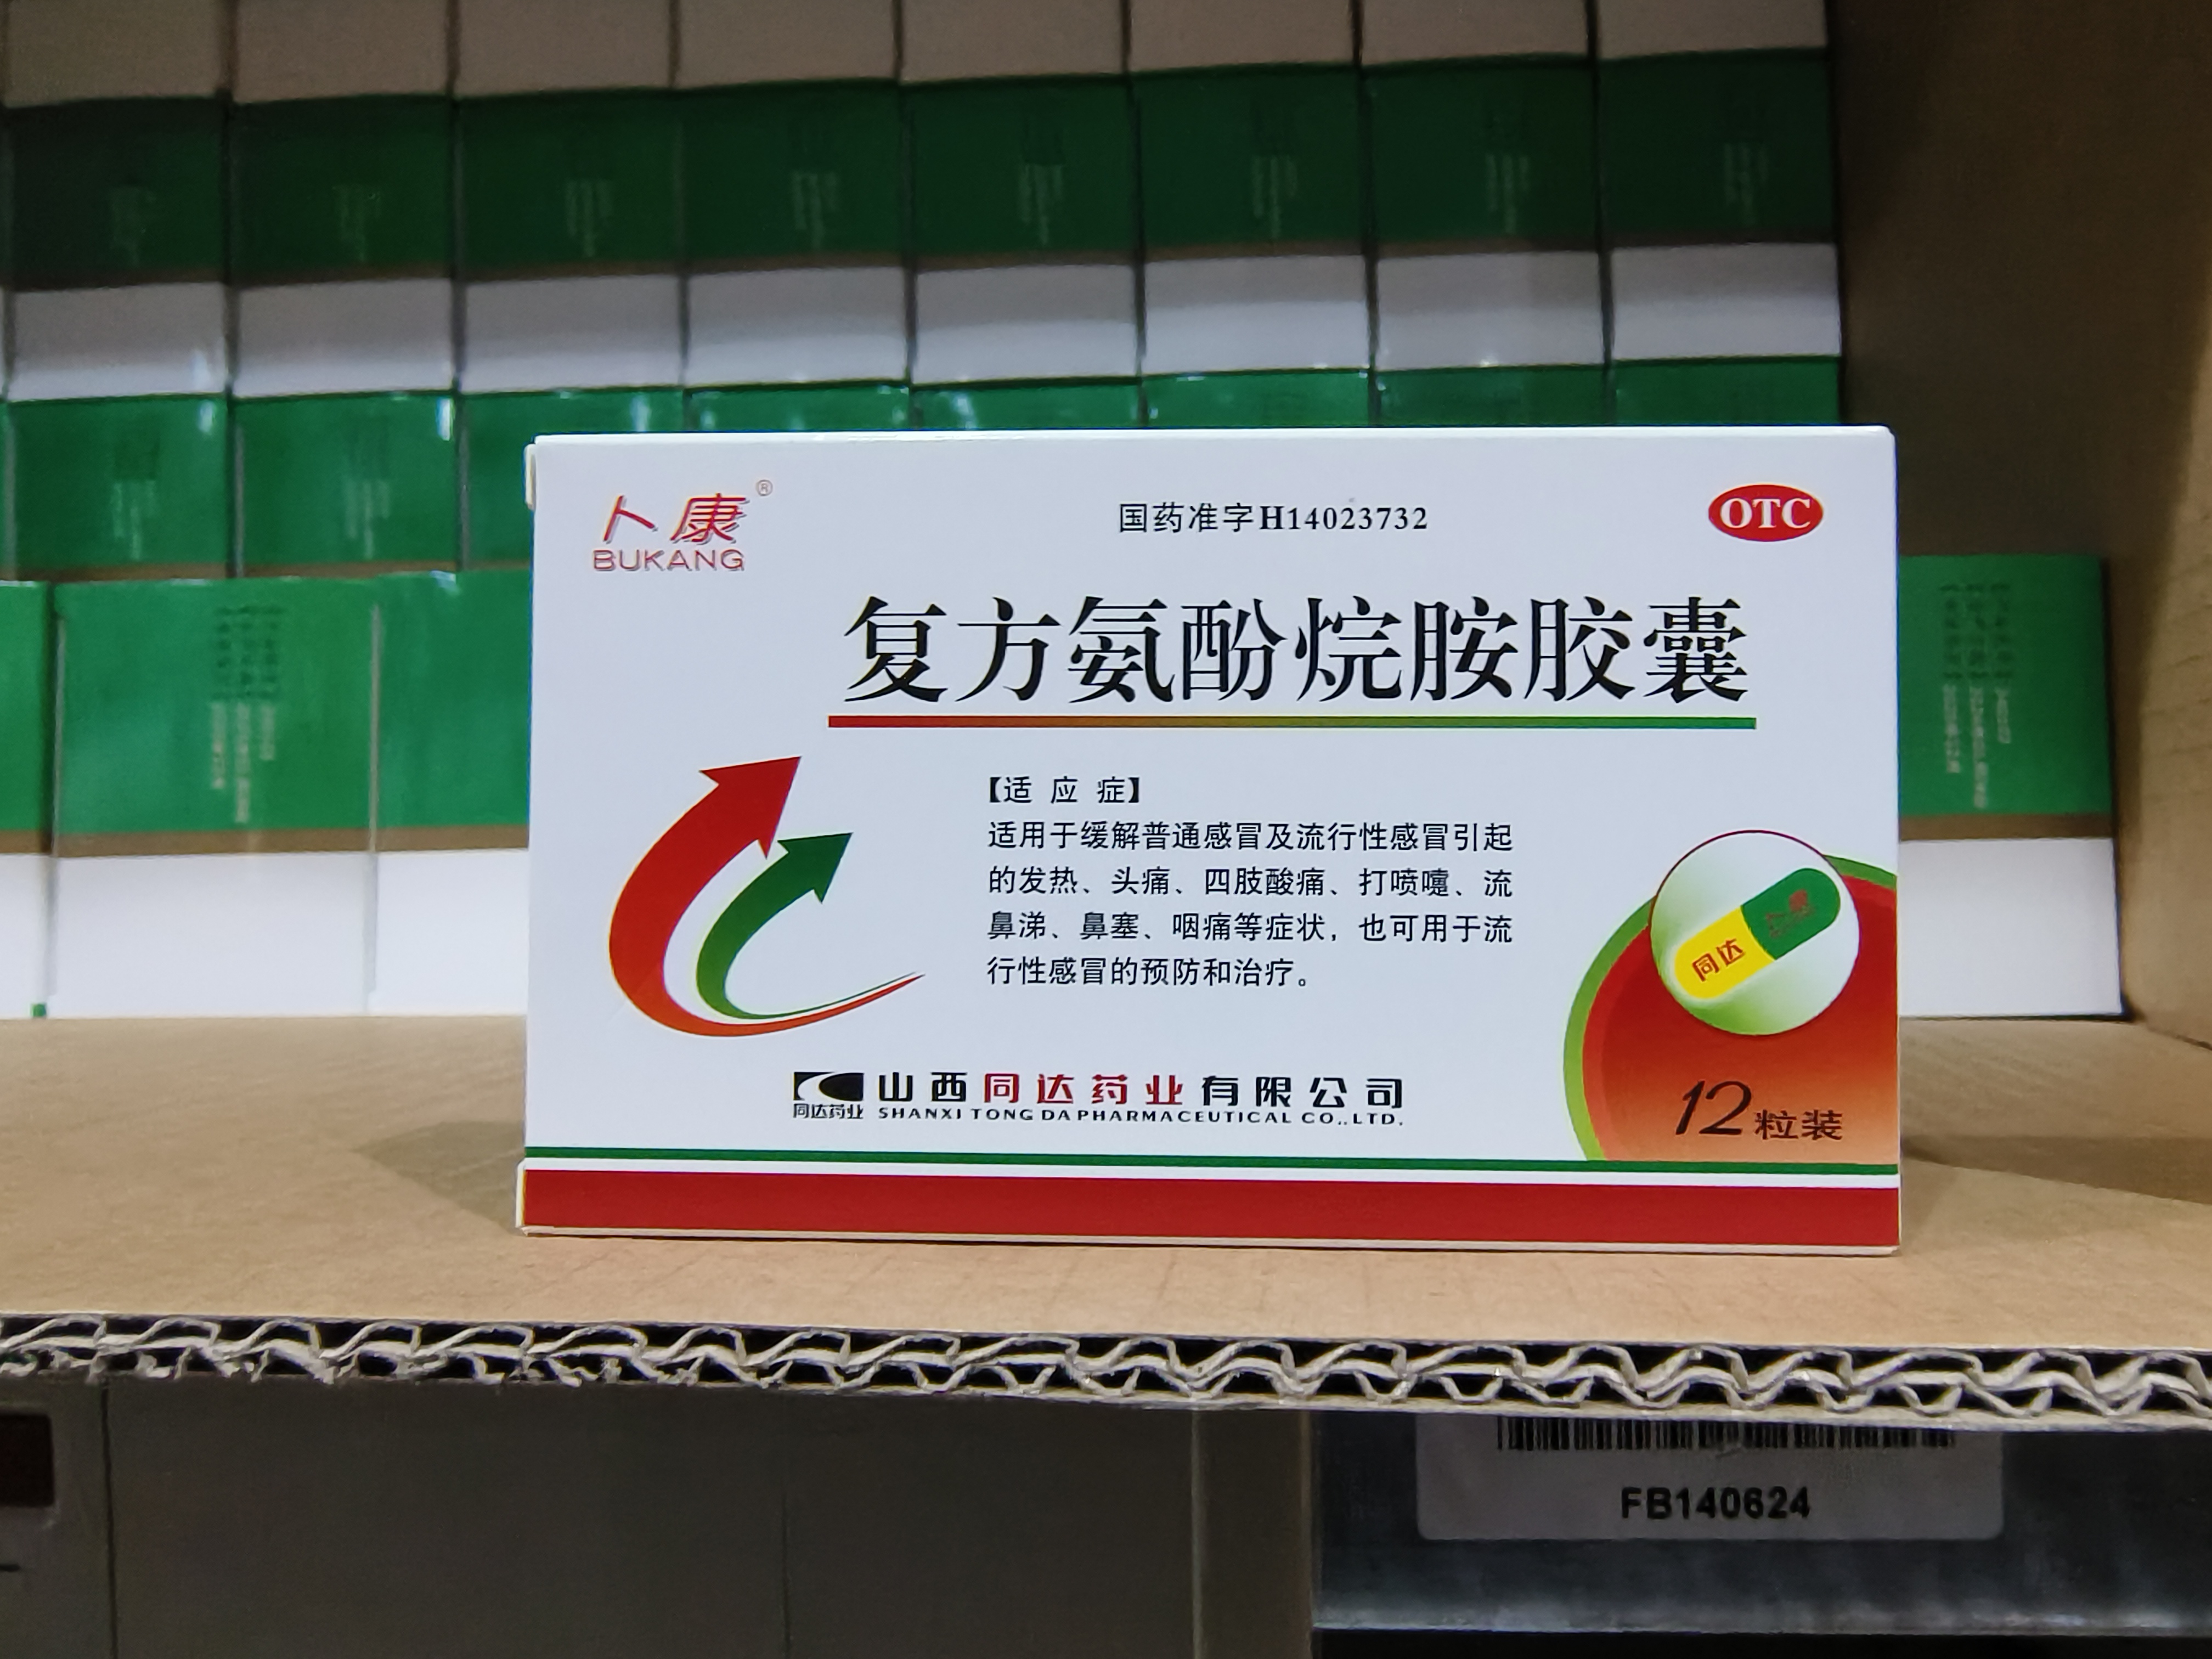 卜康®
BUKANG
国药准字H14023732
OTC
复方氨酚烷胺胶囊
【适 应 症】
适用于缓解普通感冒及流行性感冒引起
的发热、头痛、四肢酸痛、打喷嚏、流
鼻涕、鼻塞、咽痛等症状，也可用于流
行性感冒的预防和治疗。
卜康
同达
同达药业
山西同达药业有限公司
SHANXI TONG DA PHARMACEUTICAL CO.,LTD.
12粒装
FB140624